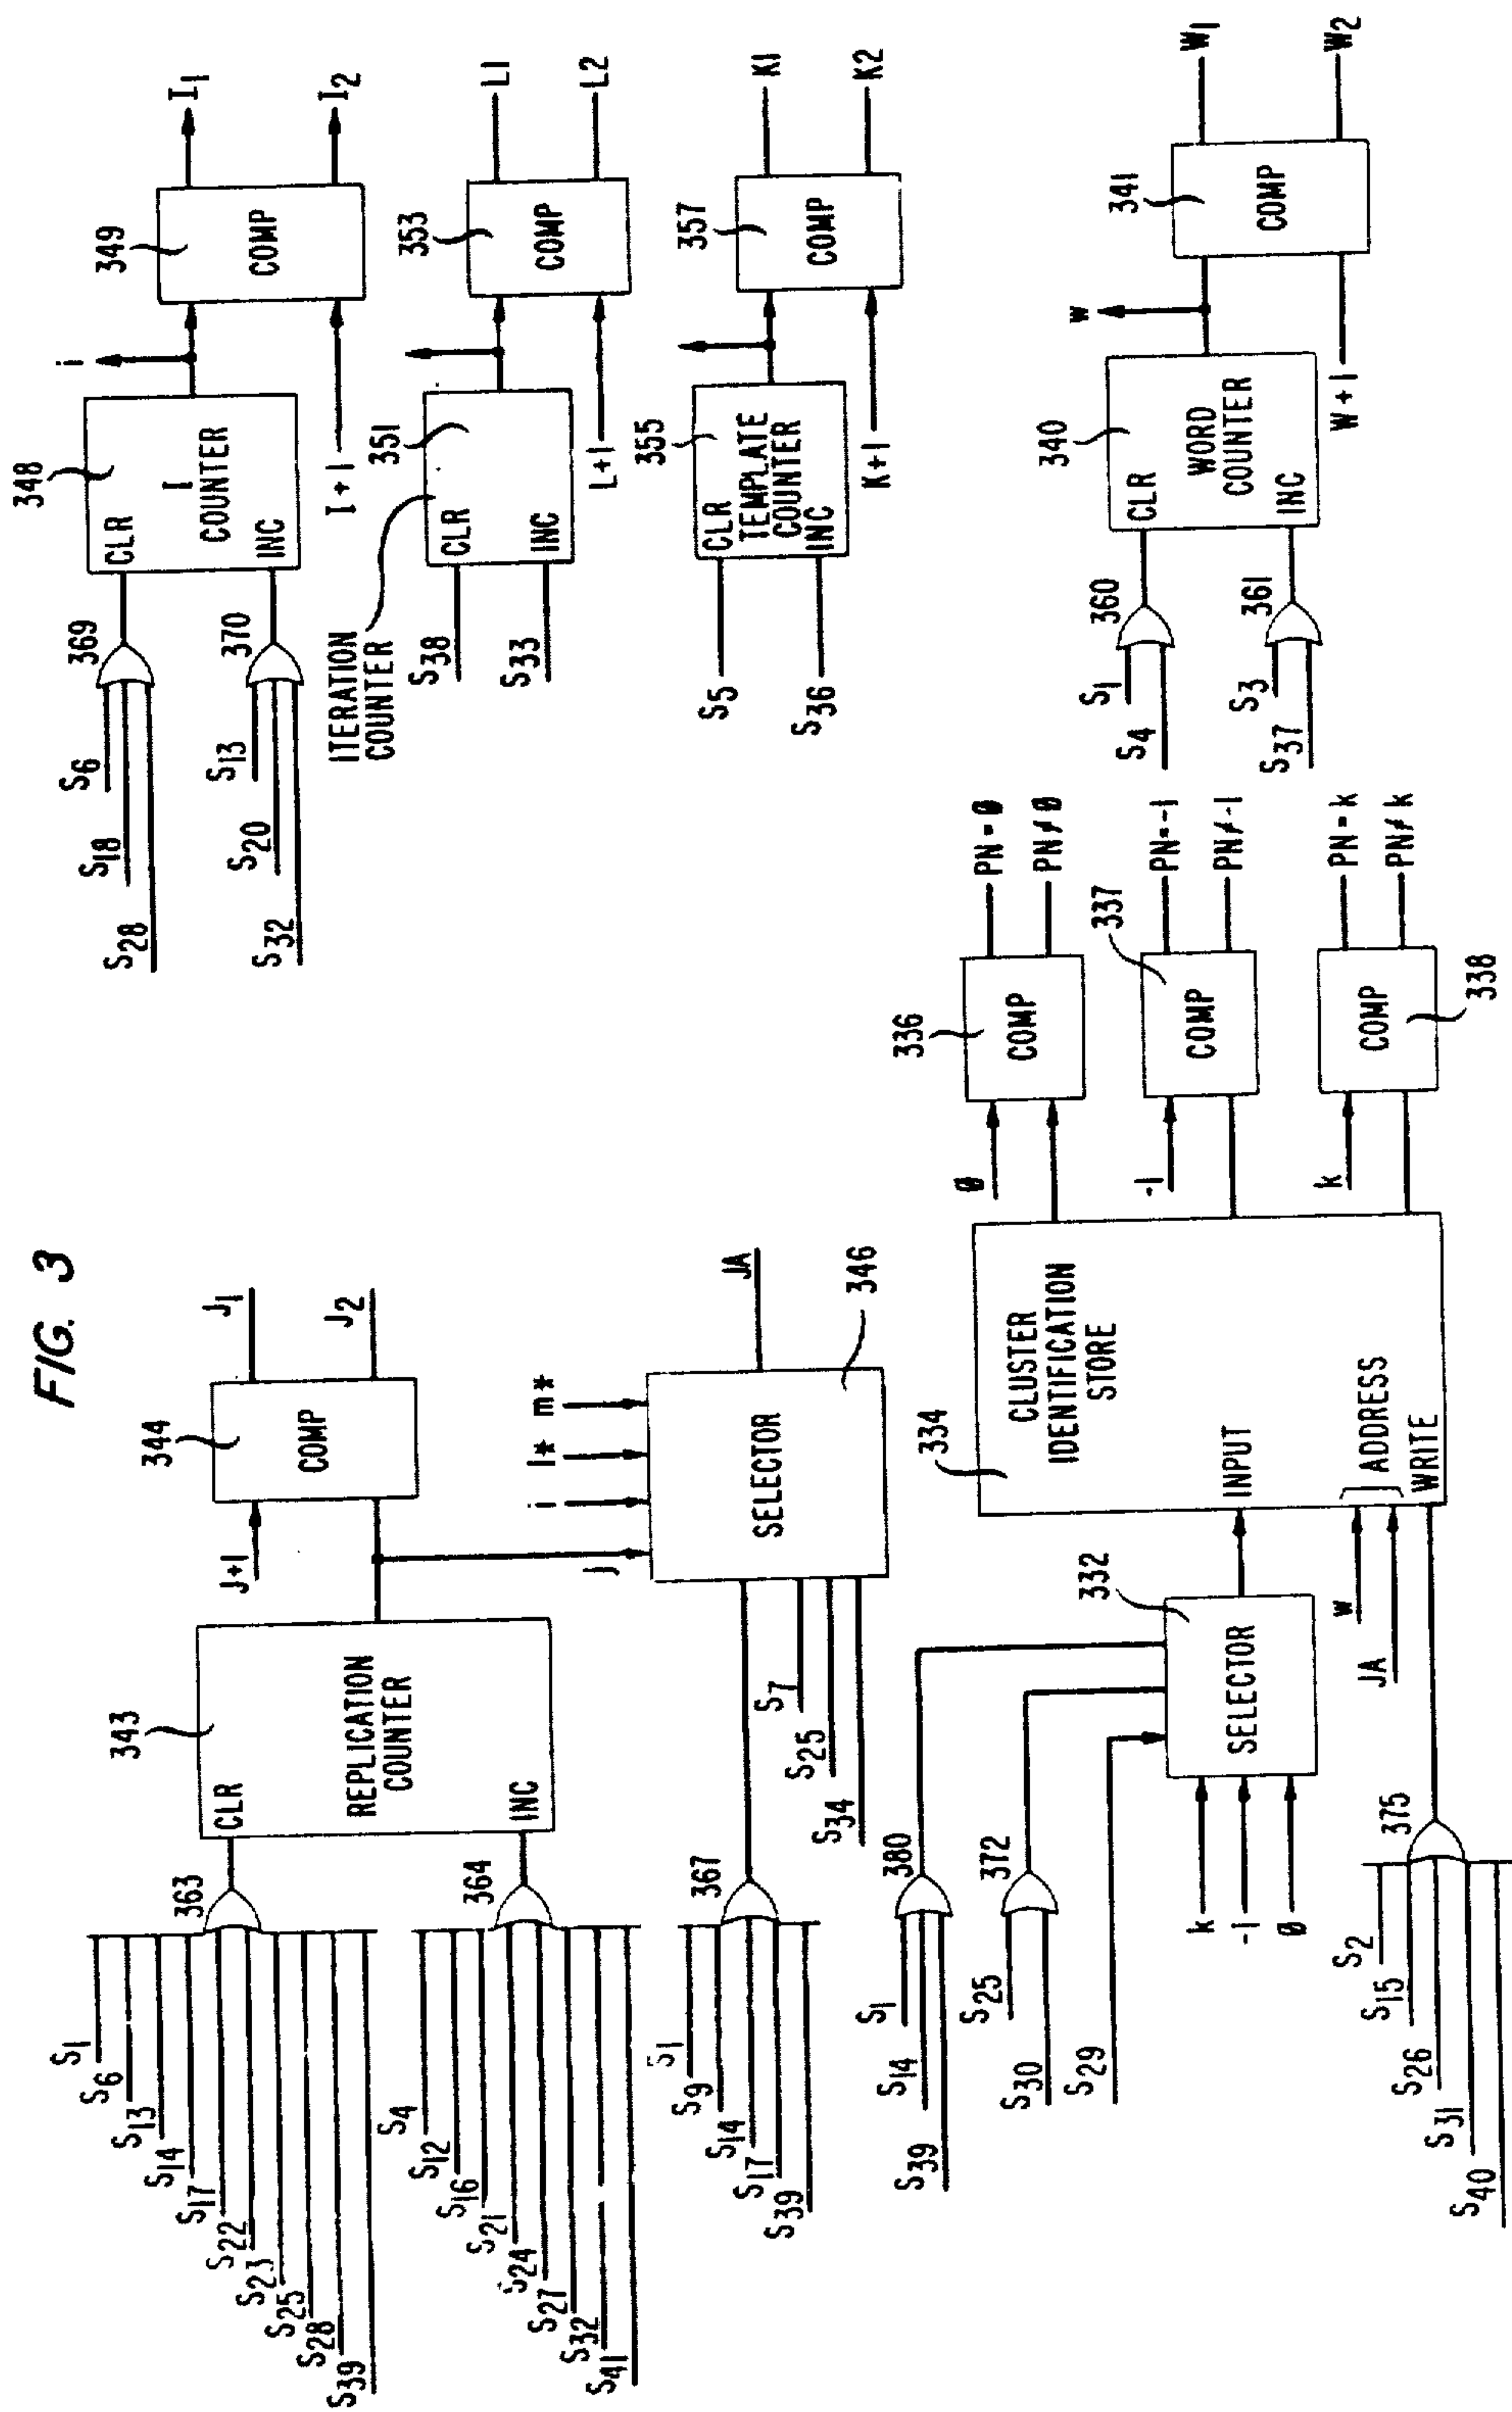 FIG. 3
S1
S6
S13
S14
S17
S22
S23
S25
S28
S39
363
CLR
343
REPLICATION
COUNTER
INC
S4
S12
S16
S21
S24
S27
S32
S41
364
J+1
344
COMP
J1
J2
j
i
l*
m*
SELECTOR
JA
346
S1
S9
S14
S17
S39
367
S7
S25
S34
S1
S14
S39
380
S25
S30
372
S29
k
-1
0
SELECTOR
332
w
JA
S2
S15
S26
S31
S40
375
334
CLUSTER
IDENTIFICATION
STORE
INPUT
ADDRESS
WRITE
0
336
COMP
PN=0
PN≠0
-1
337
COMP
PN=-1
PN≠-1
k
COMP
338
PN=k
PN≠k
S6
S18
S28
369
S13
S20
S32
370
348
CLR
I
COUNTER
INC
i
I+1
349
COMP
I1
I2
ITERATION
COUNTER
S38
S33
CLR
351
INC
L+1
353
COMP
L1
L2
S5
S36
355
CLR
TEMPLATE
COUNTER
INC
K+1
357
COMP
K1
K2
S1
S4
360
S3
S37
361
340
CLR
WORD
COUNTER
INC
w
W+1
341
COMP
W1
W2